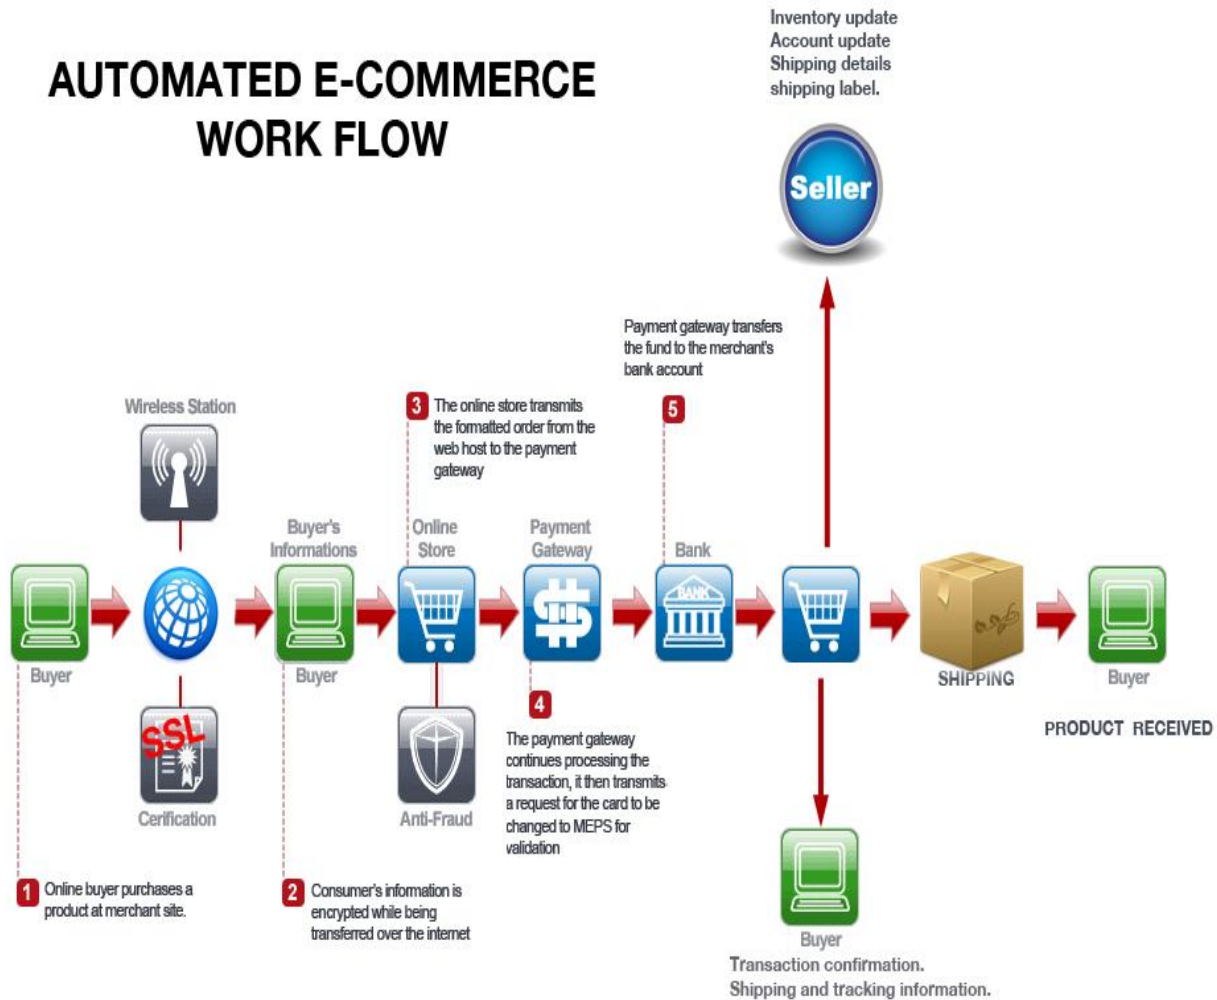 AUTOMATED E-COMMERCE
WORK FLOW
Inventory update
Account update
Shipping details
shipping label.
Seller
Payment gateway transfers
the fund to the merchant's
bank account
5
3
The online store transmits
the formatted order from the
web host to the payment
gateway
Wireless Station
Buyer's
Informations
Online
Store
Payment
Gateway
Bank
BANK
Buyer
Buyer
SHIPPING
Buyer
PRODUCT RECEIVED
SSL
Cerification
Anti-Fraud
4
The payment gateway
continues processing the
transaction, it then transmits
a request for the card to be
changed to MEPS for
validation
1
Online buyer purchases a
product at merchant site.
2
Consumer's information is
encrypted while being
transferred over the internet
Buyer
Transaction confirmation.
Shipping and tracking information.